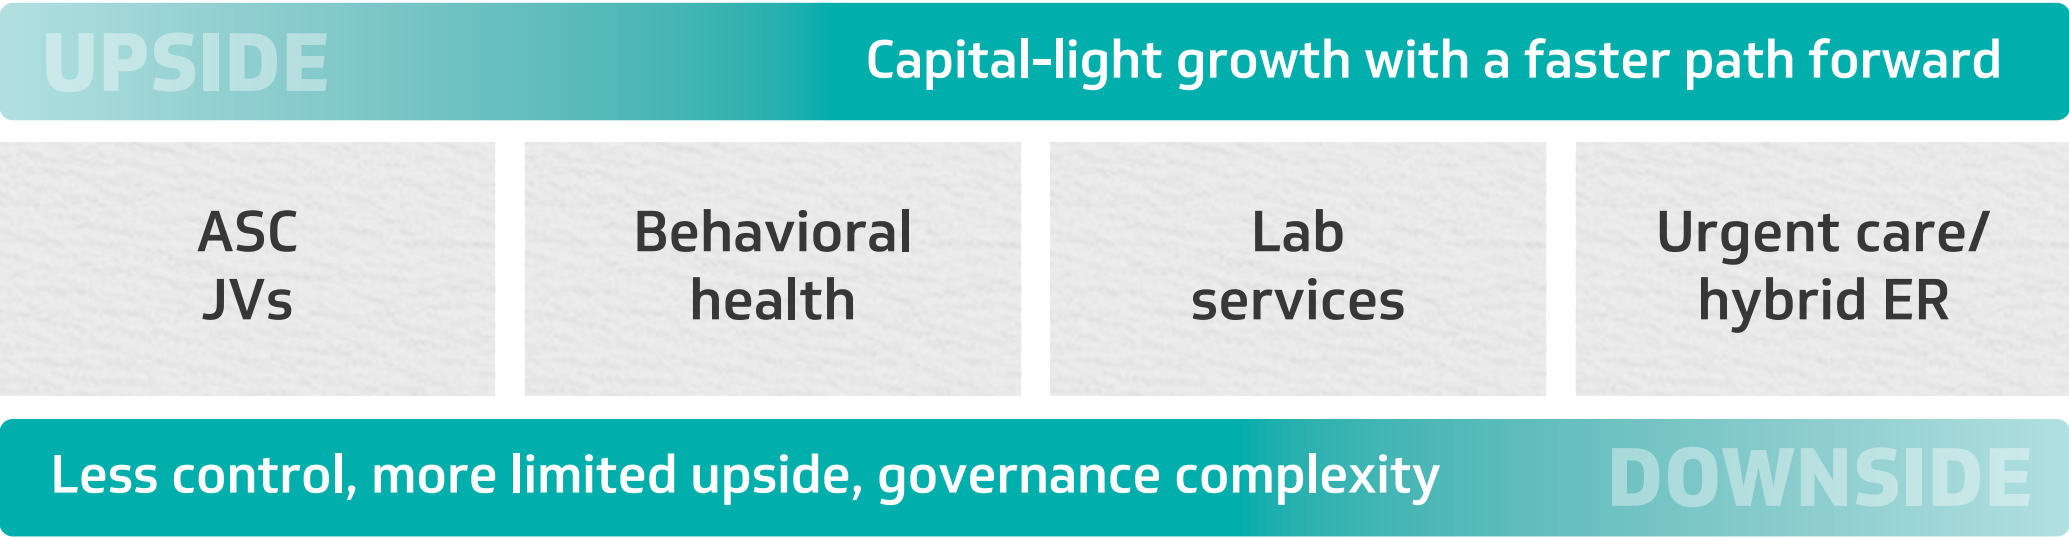 UPSIDE Capital-light growth with a faster path forward
ASC
JVs
Behavioral
health
Lab
services
Urgent care/
hybrid ER
Less control, more limited upside, governance complexity DOWNSIDE